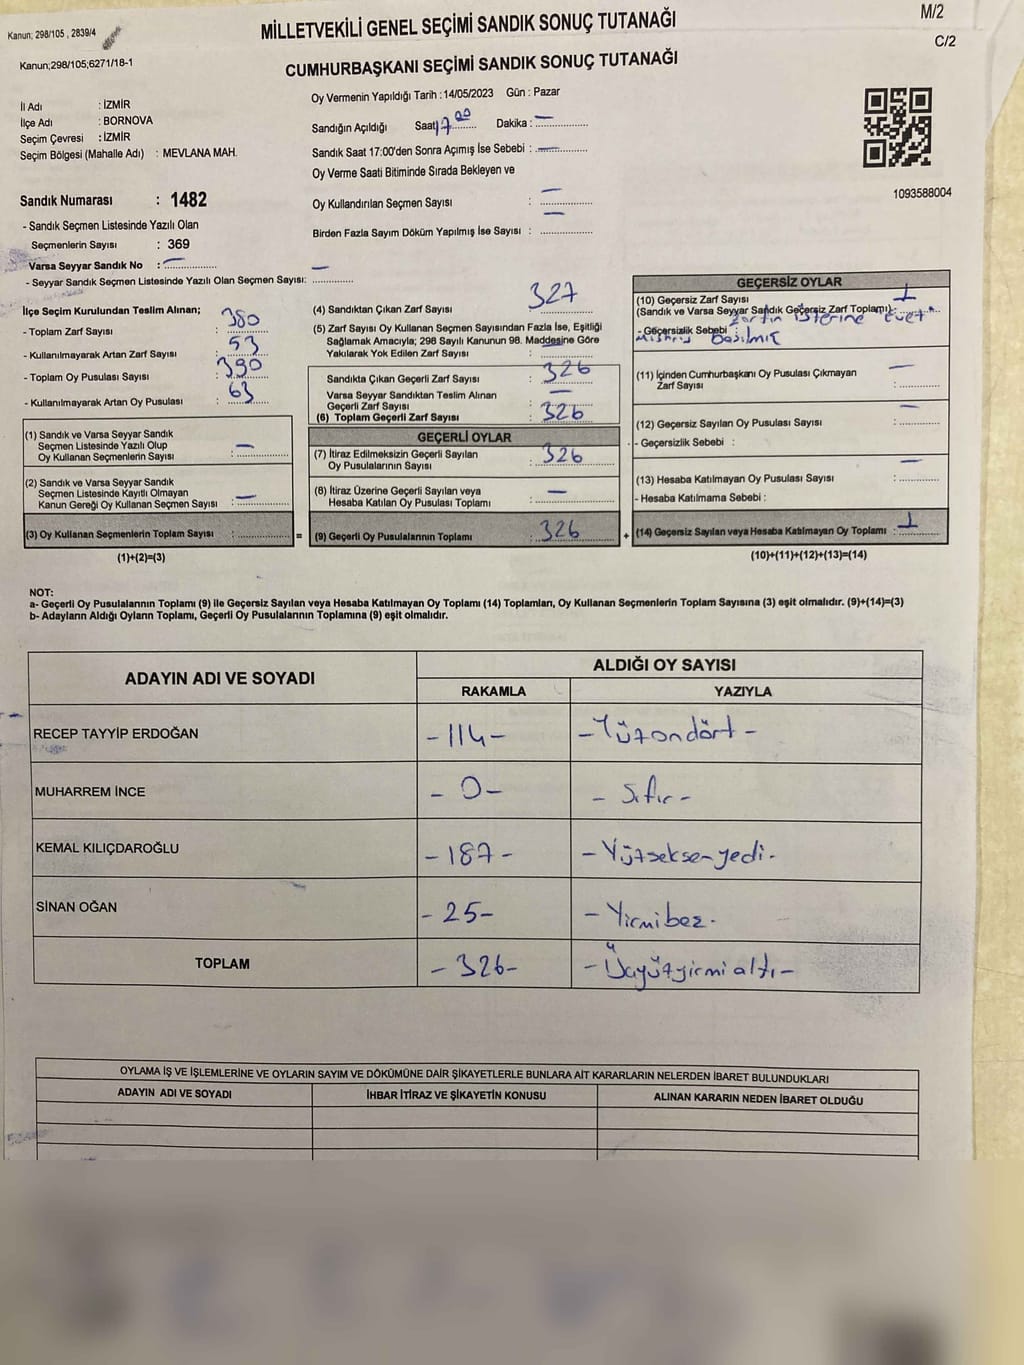 Kanun; 298/105 , 2839/4
Kanun;298/105;6271/18-1
MİLLETVEKİLİ GENEL SEÇİMİ SANDIK SONUÇ TUTANAĞI
CUMHURBAŞKANI SEÇİMİ SANDIK SONUÇ TUTANAĞI
M/2
C/2
İl Adı : İZMİR
İlçe Adı : BORNOVA
Seçim Çevresi : İZMİR
Seçim Bölgesi (Mahalle Adı) : MEVLANA MAH.
Sandık Numarası : 1482
- Sandık Seçmen Listesinde Yazılı Olan
Seçmenlerin Sayısı : 369
Varsa Seyyar Sandık No : —
- Seyyar Sandık Seçmen Listesinde Yazılı Olan Seçmen Sayısı: —
Oy Vermenin Yapıldığı Tarih : 14/05/2023 Gün : Pazar
Sandığın Açıldığı Saat 17.00 Dakika : —
Sandık Saat 17:00'den Sonra Açımış İse Sebebi : —
Oy Verme Saati Bitiminde Sırada Bekleyen ve
Oy Kullandırılan Seçmen Sayısı : —
Birden Fazla Sayım Döküm Yapılmış İse Sayısı : —
1093588004
İlçe Seçim Kurulundan Teslim Alınan;
- Toplam Zarf Sayısı : 380
- Kullanılmayarak Artan Zarf Sayısı : 53
- Toplam Oy Pusulası Sayısı : 390
- Kullanılmayarak Artan Oy Pusulası : 63
(1) Sandık ve Varsa Seyyar Sandık
Seçmen Listesinde Yazılı Olup
Oy Kullanan Seçmenlerin Sayısı : —
(2) Sandık ve Varsa Seyyar Sandık
Seçmen Listesinde Kayıtlı Olmayan
Kanun Gereği Oy Kullanan Seçmen Sayısı : —
(3) Oy Kullanan Seçmenlerin Toplam Sayısı :
(1)+(2)=(3)
=
(4) Sandıktan Çıkan Zarf Sayısı : 327
(5) Zarf Sayısı Oy Kullanan Seçmen Sayısından Fazla İse, Eşitliği
Sağlamak Amacıyla; 298 Sayılı Kanunun 98. Maddesine Göre
Yakılarak Yok Edilen Zarf Sayısı : —
Sandıkta Çıkan Geçerli Zarf Sayısı : 326
Varsa Seyyar Sandıktan Teslim Alınan
Geçerli Zarf Sayısı : —
(6) Toplam Geçerli Zarf Sayısı : 326
GEÇERLİ OYLAR
(7) İtiraz Edilmeksizin Geçerli Sayılan
Oy Pusulalarının Sayısı : 326
(8) İtiraz Üzerine Geçerli Sayılan veya
Hesaba Katılan Oy Pusulası Toplamı : —
(9) Geçerli Oy Pusulalarının Toplamı : 326
+
GEÇERSİZ OYLAR
(10) Geçersiz Zarf Sayısı : 1
(Sandık ve Varsa Seyyar Sandık Geçersiz Zarf Toplamı)
- Geçersizlik Sebebi zarfın üsterine evet
basılmış
(11) İçinden Cumhurbaşkanı Oy Pusulası Çıkmayan
Zarf Sayısı : —
(12) Geçersiz Sayılan Oy Pusulası Sayısı : —
- Geçersizlik Sebebi :
(13) Hesaba Katılmayan Oy Pusulası Sayısı : —
- Hesaba Katılmama Sebebi :
(14) Geçersiz Sayılan veya Hesaba Katılmayan Oy Toplamı : 1
(10)+(11)+(12)+(13)=(14)
NOT:
a- Geçerli Oy Pusulalarının Toplamı (9) ile Geçersiz Sayılan veya Hesaba Katılmayan Oy Toplamı (14) Toplamları, Oy Kullanan Seçmenlerin Toplam Sayısına (3) eşit olmalıdır. (9)+(14)=(3)
b- Adayların Aldığı Oyların Toplamı, Geçerli Oy Pusulalarının Toplamına (9) eşit olmalıdır.
ADAYIN ADI VE SOYADI ALDIĞI OY SAYISI
RAKAMLA YAZIYLA
RECEP TAYYİP ERDOĞAN -114- -Yüzondört-
MUHARREM İNCE -0- -Sıfır-
KEMAL KILIÇDAROĞLU -187- -Yüzseksenyedi-
SİNAN OĞAN -25- -Yirmibeş-
TOPLAM -326- -Üçyüzyirmialtı-
OYLAMA İŞ VE İŞLEMLERİNE VE OYLARIN SAYIM VE DÖKÜMÜNE DAİR ŞİKAYETLERLE BUNLARA AİT KARARLARIN NELERDEN İBARET BULUNDUKLARI
ADAYIN ADI VE SOYADI İHBAR İTİRAZ VE ŞİKAYETİN KONUSU ALINAN KARARIN NEDEN İBARET OLDUĞU